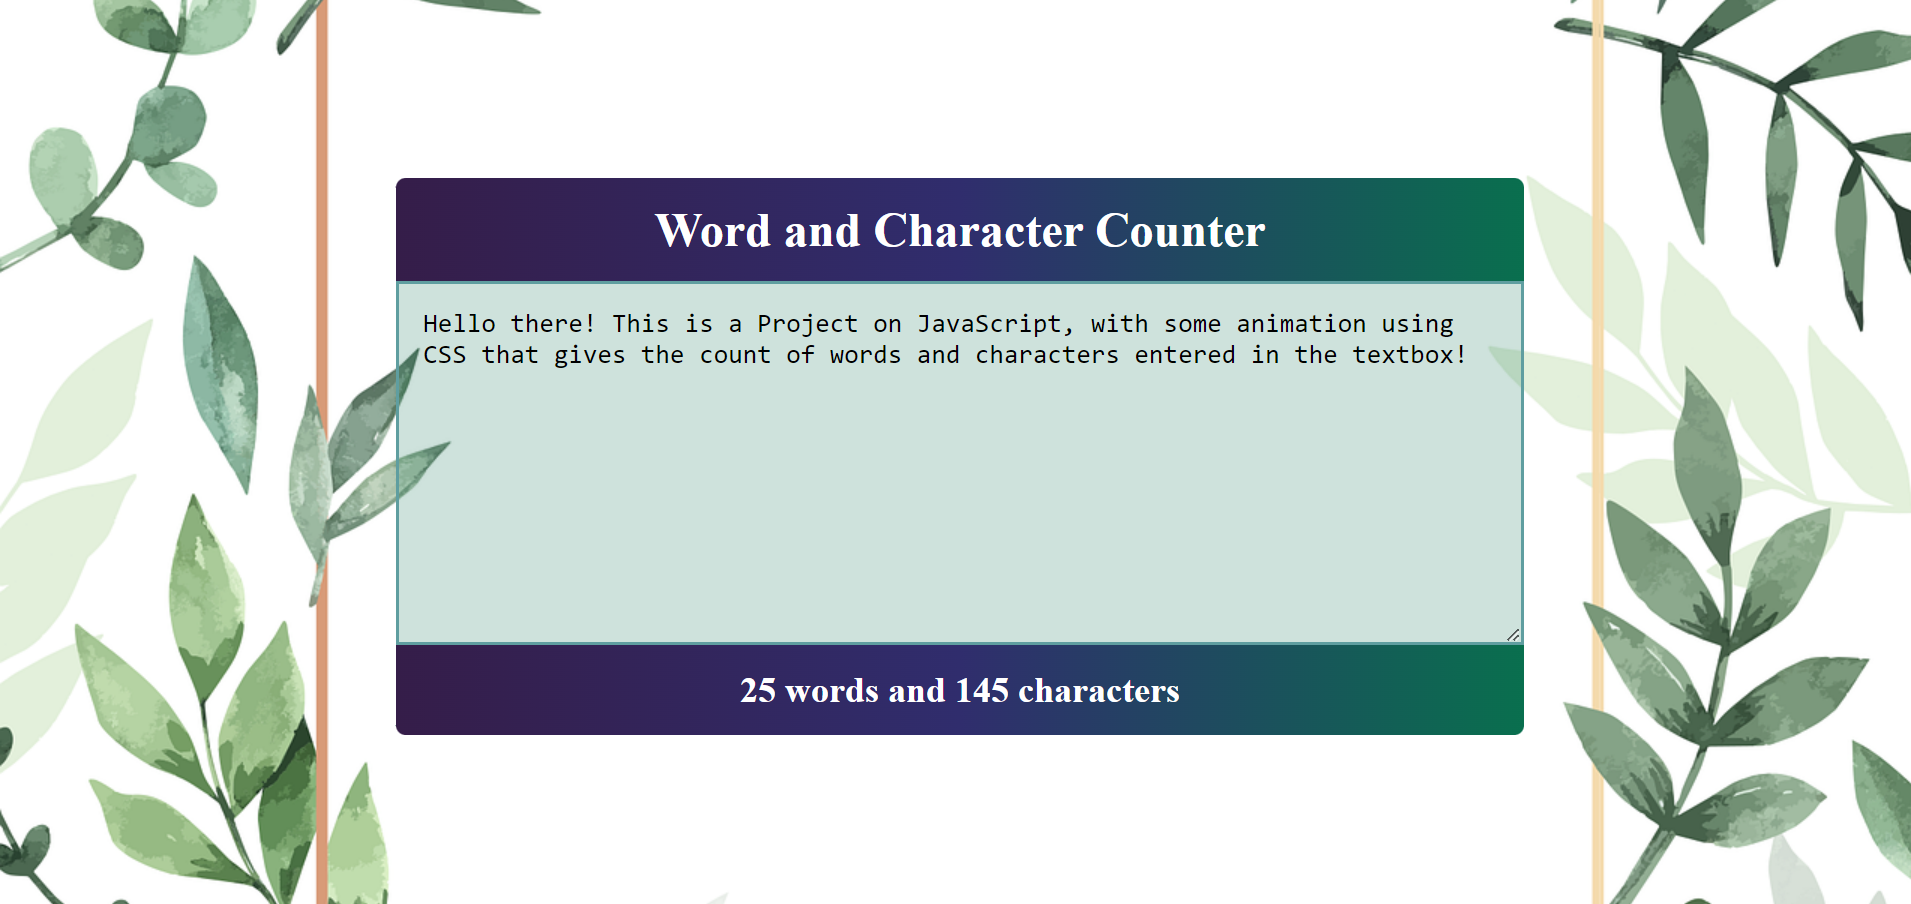 Word and Character Counter
Hello there! This is a Project on JavaScript, with some animation using
CSS that gives the count of words and characters entered in the textbox!
25 words and 145 characters